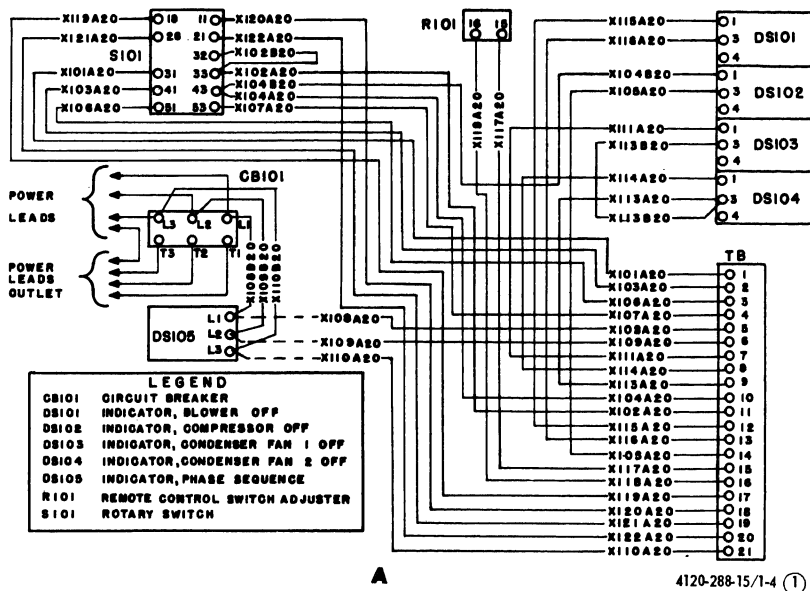 X119A20 18 11 X120A20
X121A20 28 21 X122A20
S101 32 X102B20
X101A20 31 33 X102A20
X104B20
X103A20 41 43 X104A20
X106A20 51 53 X107A20
R101 16 15
X118A20
X117A20
X115A20 1
X116A20 3 DS101
4
X104B20 1
X105A20 3 DS102
4
X111A20 1
X113B20 3 DS103
4
X114A20 1
X113A20 3 DS104
X113B20 4
CB101
POWER
LEADS
L3 L2 L1
T3 T2 T1
POWER
LEADS
OUTLET
X108B20
X109B20
X110B20
DS105
L1 X108A20
L2 X109A20
L3 X110A20
TB
X101A20 1
X103A20 2
X106A20 3
X107A20 4
X108A20 5
X109A20 6
X111A20 7
X114A20 8
X113A20 9
X104A20 10
X102A20 11
X115A20 12
X116A20 13
X105A20 14
X117A20 15
X118A20 16
X119A20 17
X120A20 18
X121A20 19
X122A20 20
X110A20 21
LEGEND
CB101 CIRCUIT BREAKER
DS101 INDICATOR, BLOWER OFF
DS102 INDICATOR, COMPRESSOR OFF
DS103 INDICATOR, CONDENSER FAN 1 OFF
DS104 INDICATOR, CONDENSER FAN 2 OFF
DS105 INDICATOR, PHASE SEQUENCE
R101 REMOTE CONTROL SWITCH ADJUSTER
S101 ROTARY SWITCH
A
4120-288-15/1-4 1